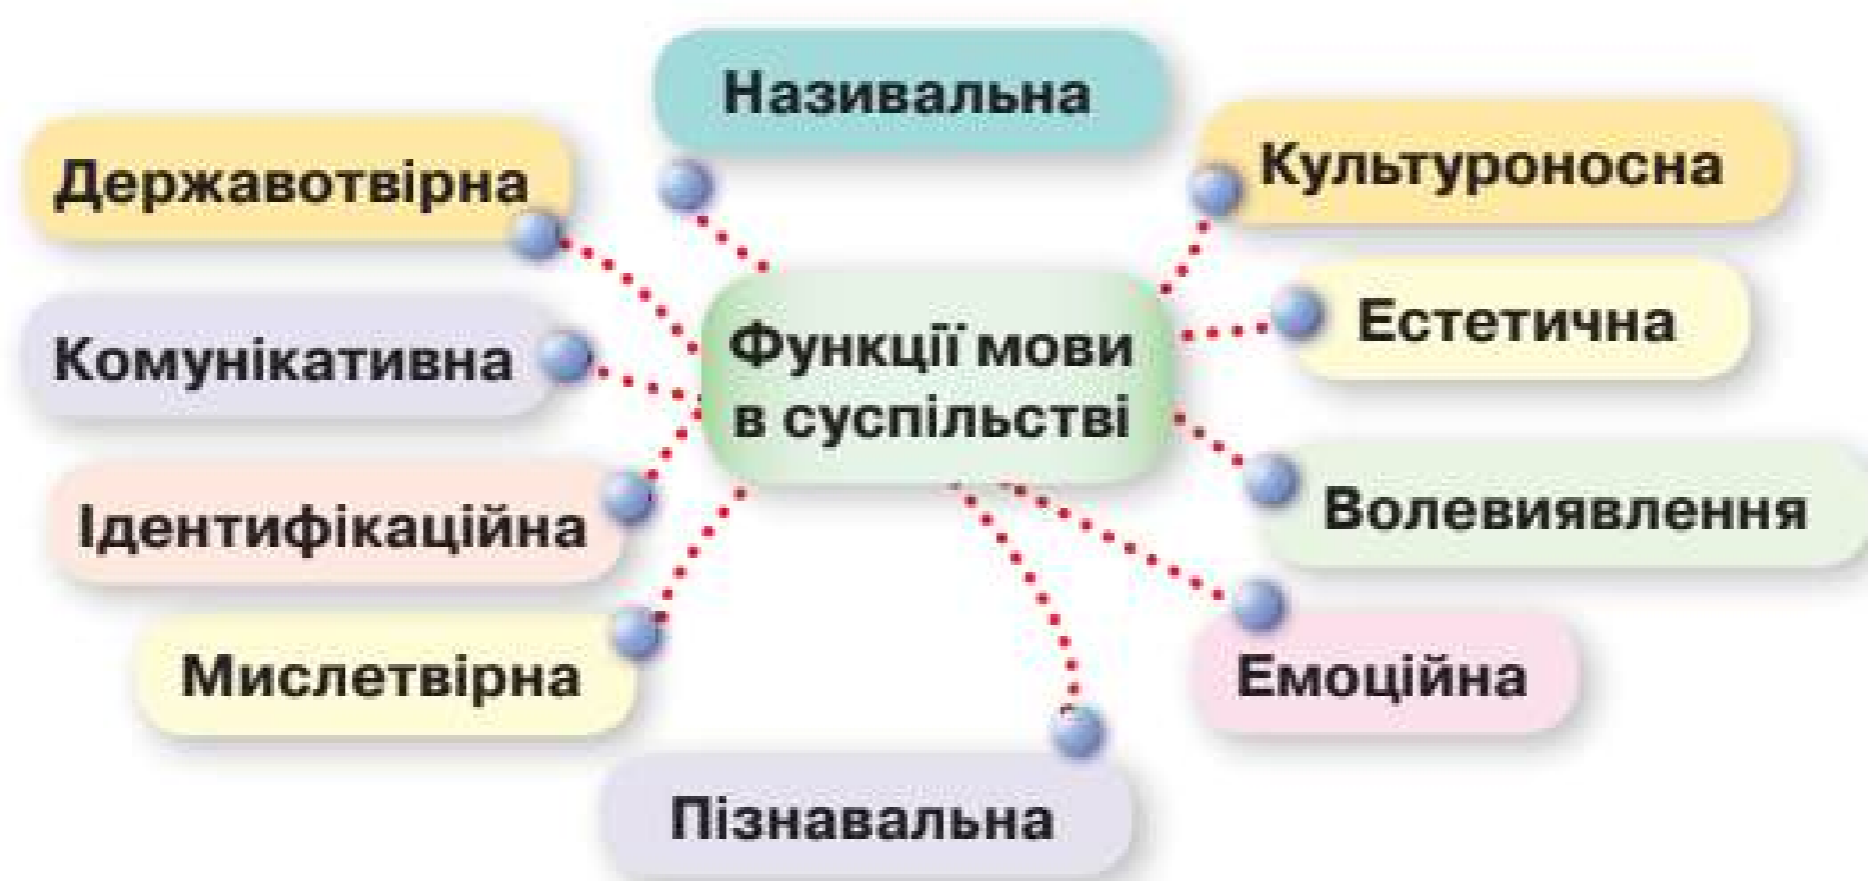 Називальна
Державотвірна
Культуроносна
Функції мови
в суспільстві
Естетична
Комунікативна
Волевиявлення
Ідентифікаційна
Емоційна
Мислетвірна
Пізнавальна